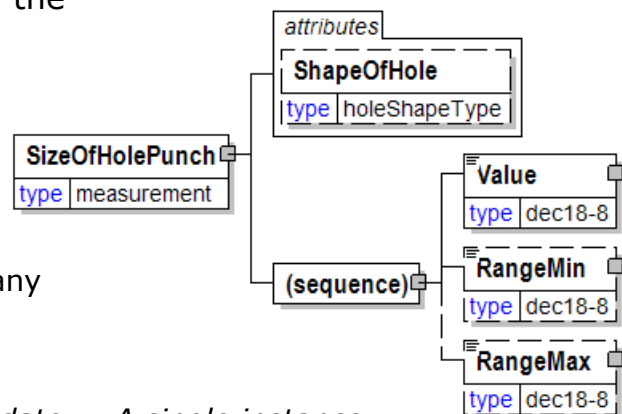 the
attributes
ShapeOfHole
type holeShapeType
SizeOfHolePunch
type measurement
Value
type dec18-8
any
(sequence)
RangeMin
type dec18-8
RangeMax
type dec18-8
A single instance